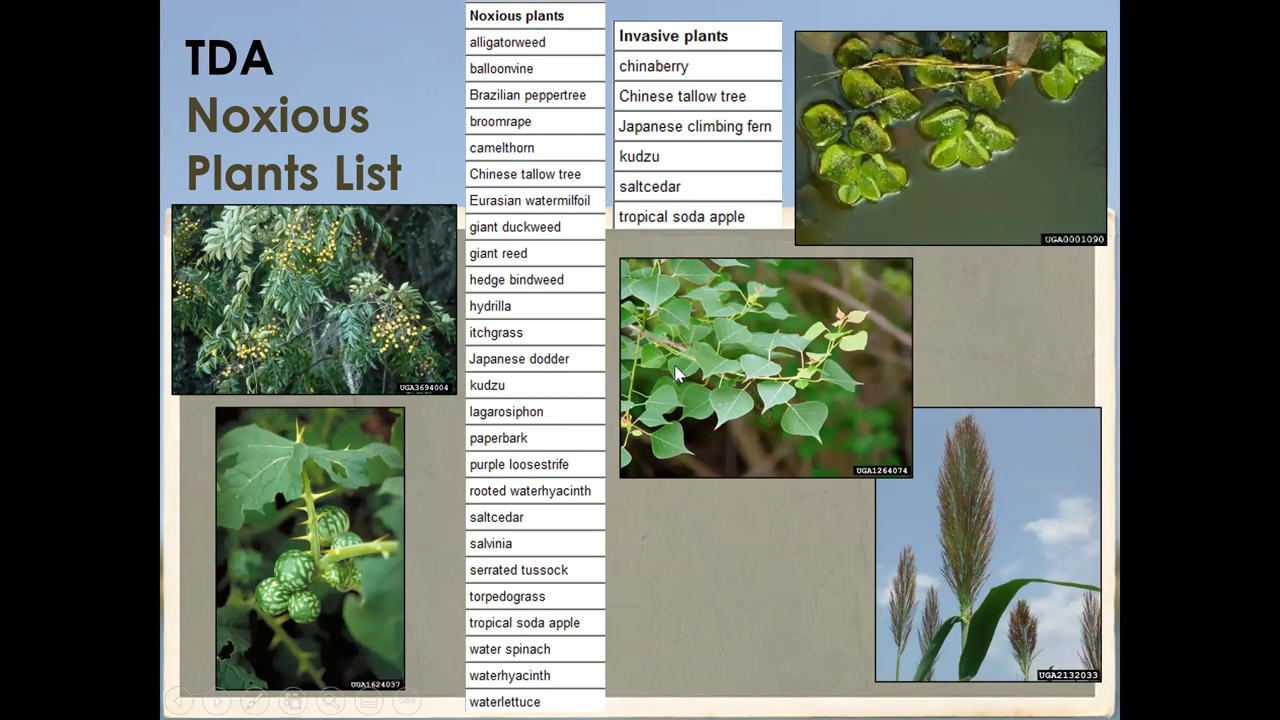 TDA
Noxious
Plants List
Noxious plants
alligatorweed
balloonvine
Brazilian peppertree
broomrape
camelthorn
Chinese tallow tree
Eurasian watermilfoil
giant duckweed
giant reed
hedge bindweed
hydrilla
itchgrass
Japanese dodder
kudzu
lagarosiphon
paperbark
purple loosestrife
rooted waterhyacinth
saltcedar
salvinia
serrated tussock
torpedograss
tropical soda apple
water spinach
waterhyacinth
waterlettuce
Invasive plants
chinaberry
Chinese tallow tree
Japanese climbing fern
kudzu
saltcedar
tropical soda apple
UGA0001090
UGA3694004
UGA1264074
UGA1624037
UGA2132033